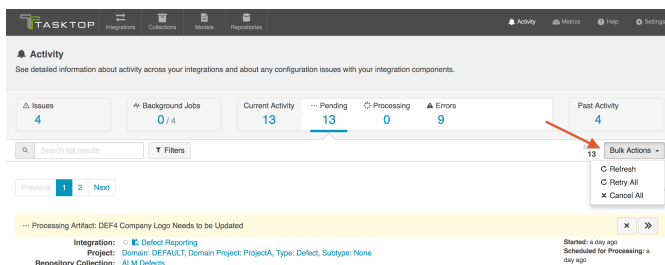 TASKTOP
Integrations Collections Models Repositories Activity Metrics Help Settings
Activity
See detailed information about activity across your integrations and about any configuration issues with your integration components.
Issues Background Jobs Current Activity ··· Pending Processing Errors Past Activity
4 0 / 4 13 13 0 9 4
Search list results Filters 13 Bulk Actions
Refresh
Retry All
Cancel All
Previous 1 2 Next
··· Processing Artifact: DEF4 Company Logo Needs to be Updated
Integration: Defect Reporting Started: a day ago
Project: Domain: DEFAULT, Domain Project: ProjectA, Type: Defect, Subtype: None Scheduled for Processing: a
Repository Collection: ALM Defects day ago